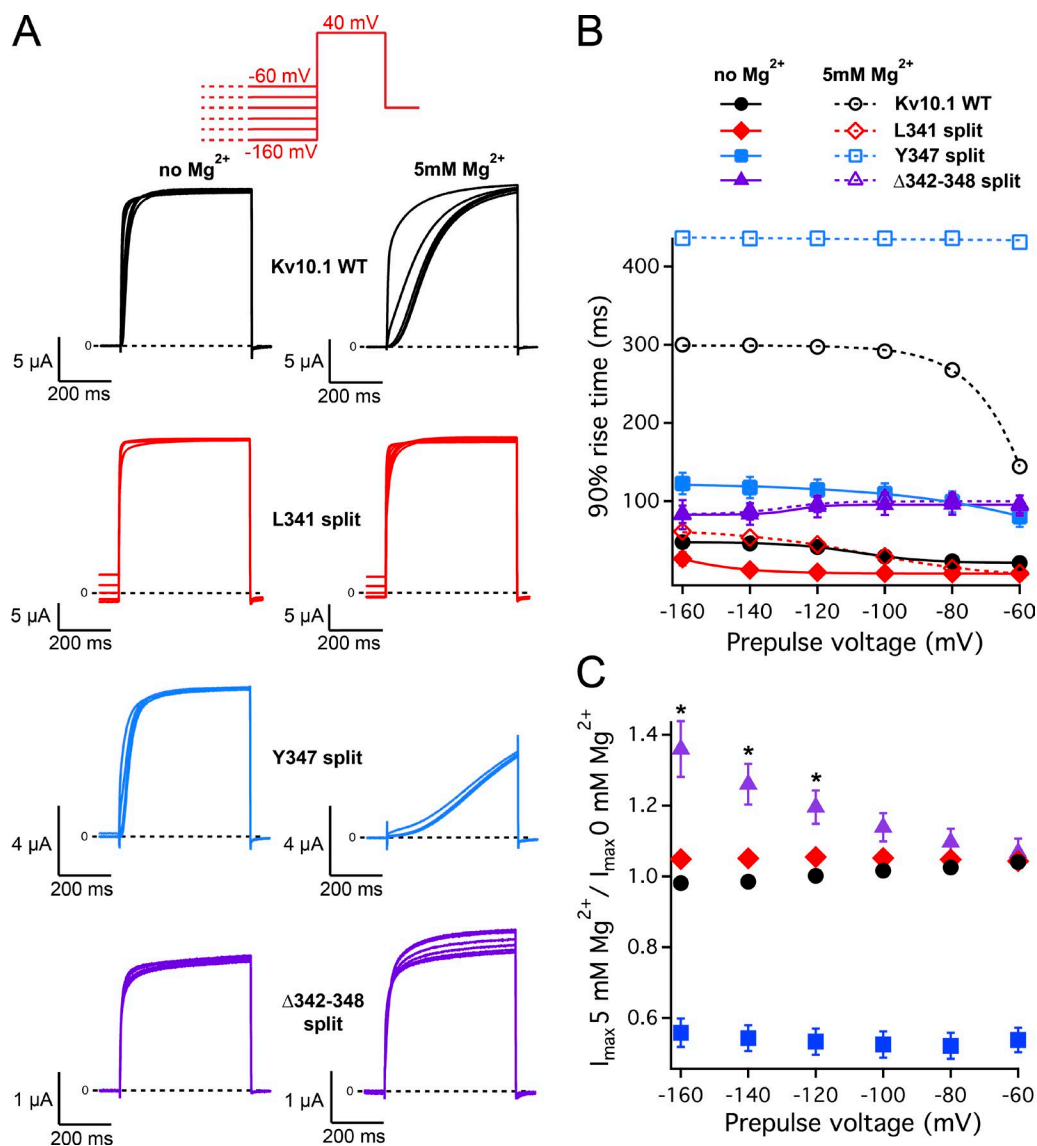 A
40 mV
-60 mV
-160 mV
no Mg2+
5mM Mg2+
Kv10.1 WT
0
0
5 µA
200 ms
5 µA
200 ms
L341 split
0
0
5 µA
200 ms
5 µA
200 ms
Y347 split
0
0
4 µA
200 ms
4 µA
200 ms
Δ342-348
split
0
0
1 µA
200 ms
1 µA
200 ms
B
no Mg2+
5mM Mg2+
Kv10.1 WT
L341 split
Y347 split
Δ342-348 split
90% rise time (ms)
400
300
200
100
-160
-140
-120
-100
-80
-60
Prepulse voltage (mV)
C
Imax 5 mM Mg2+ / Imax 0 mM Mg2+
1.4
1.2
1.0
0.8
0.6
*
*
*
-160
-140
-120
-100
-80
-60
Prepulse voltage (mV)